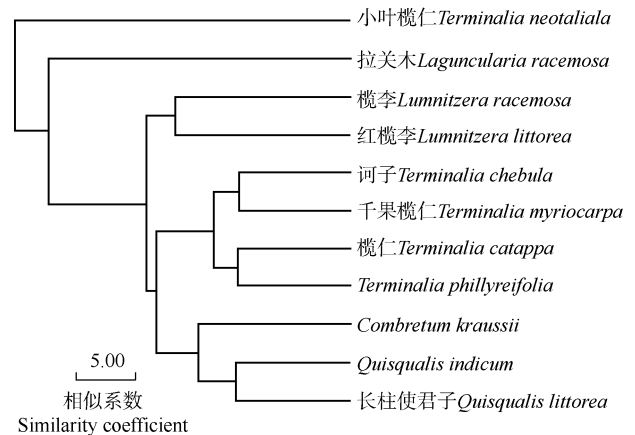 小叶榄仁Terminalia neotaliala
拉关木Laguncularia racemosa
榄李Lumnitzera racemosa
红榄李Lumnitzera littorea
诃子Terminalia chebula
千果榄仁Terminalia myriocarpa
榄仁Terminalia catappa
Terminalia phillyreifolia
Combretum kraussii
Quisqualis indicum
长柱使君子Quisqualis littorea
5.00
相似系数
Similarity coefficient